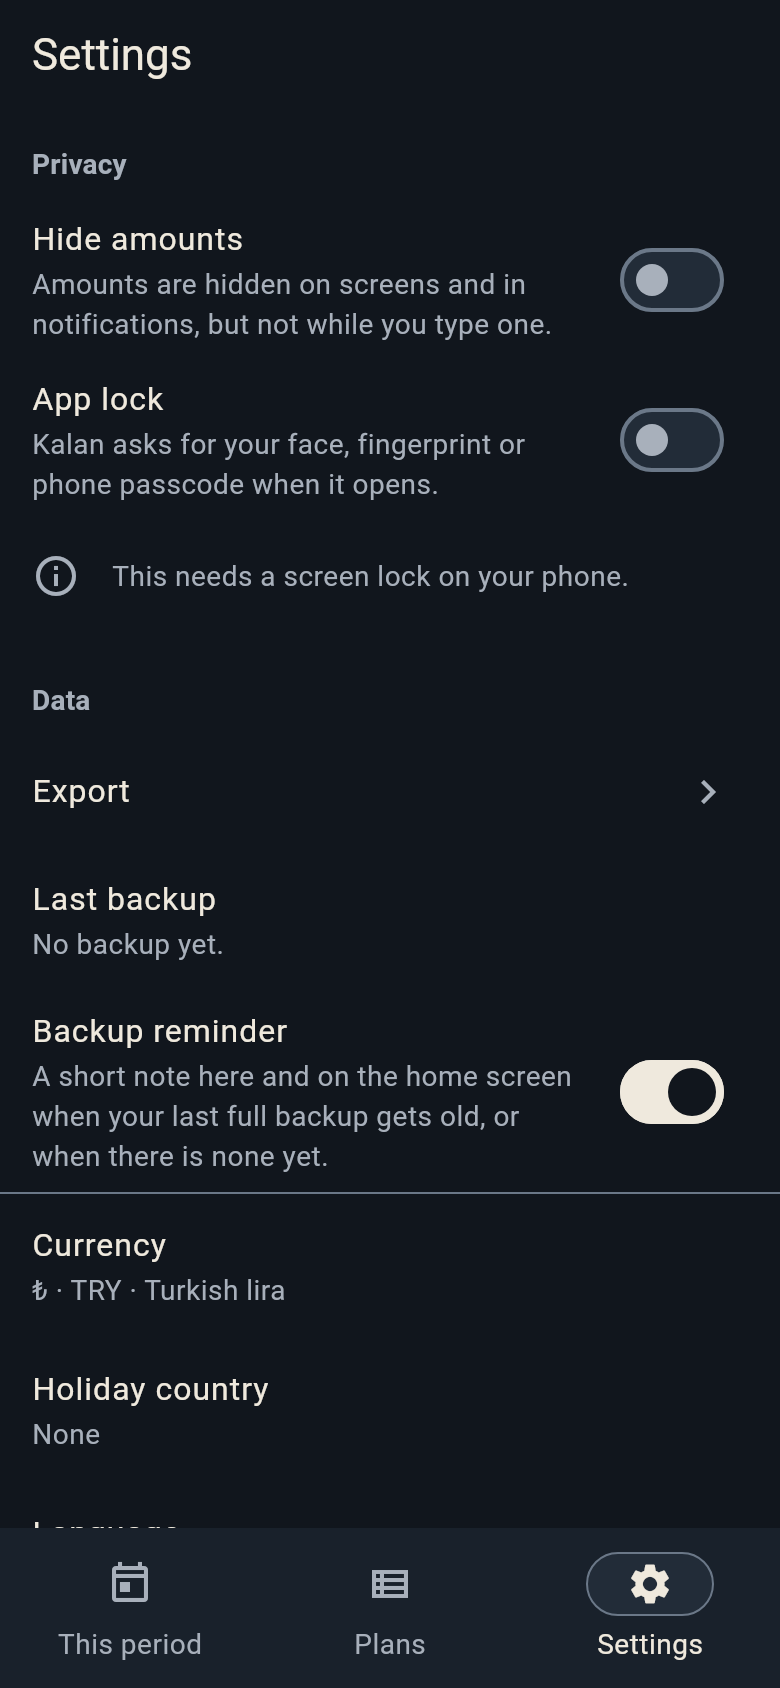 Settings
Privacy
Hide amounts
Amounts are hidden on screens and in
notifications, but not while you type one.
App lock
Kalan asks for your face, fingerprint or
phone passcode when it opens.
This needs a screen lock on your phone.
Data
Export
Last backup
No backup yet.
Backup reminder
A short note here and on the home screen
when your last full backup gets old, or
when there is none yet.
Currency
₺ · TRY · Turkish lira
Holiday country
None
This period
Plans
Settings